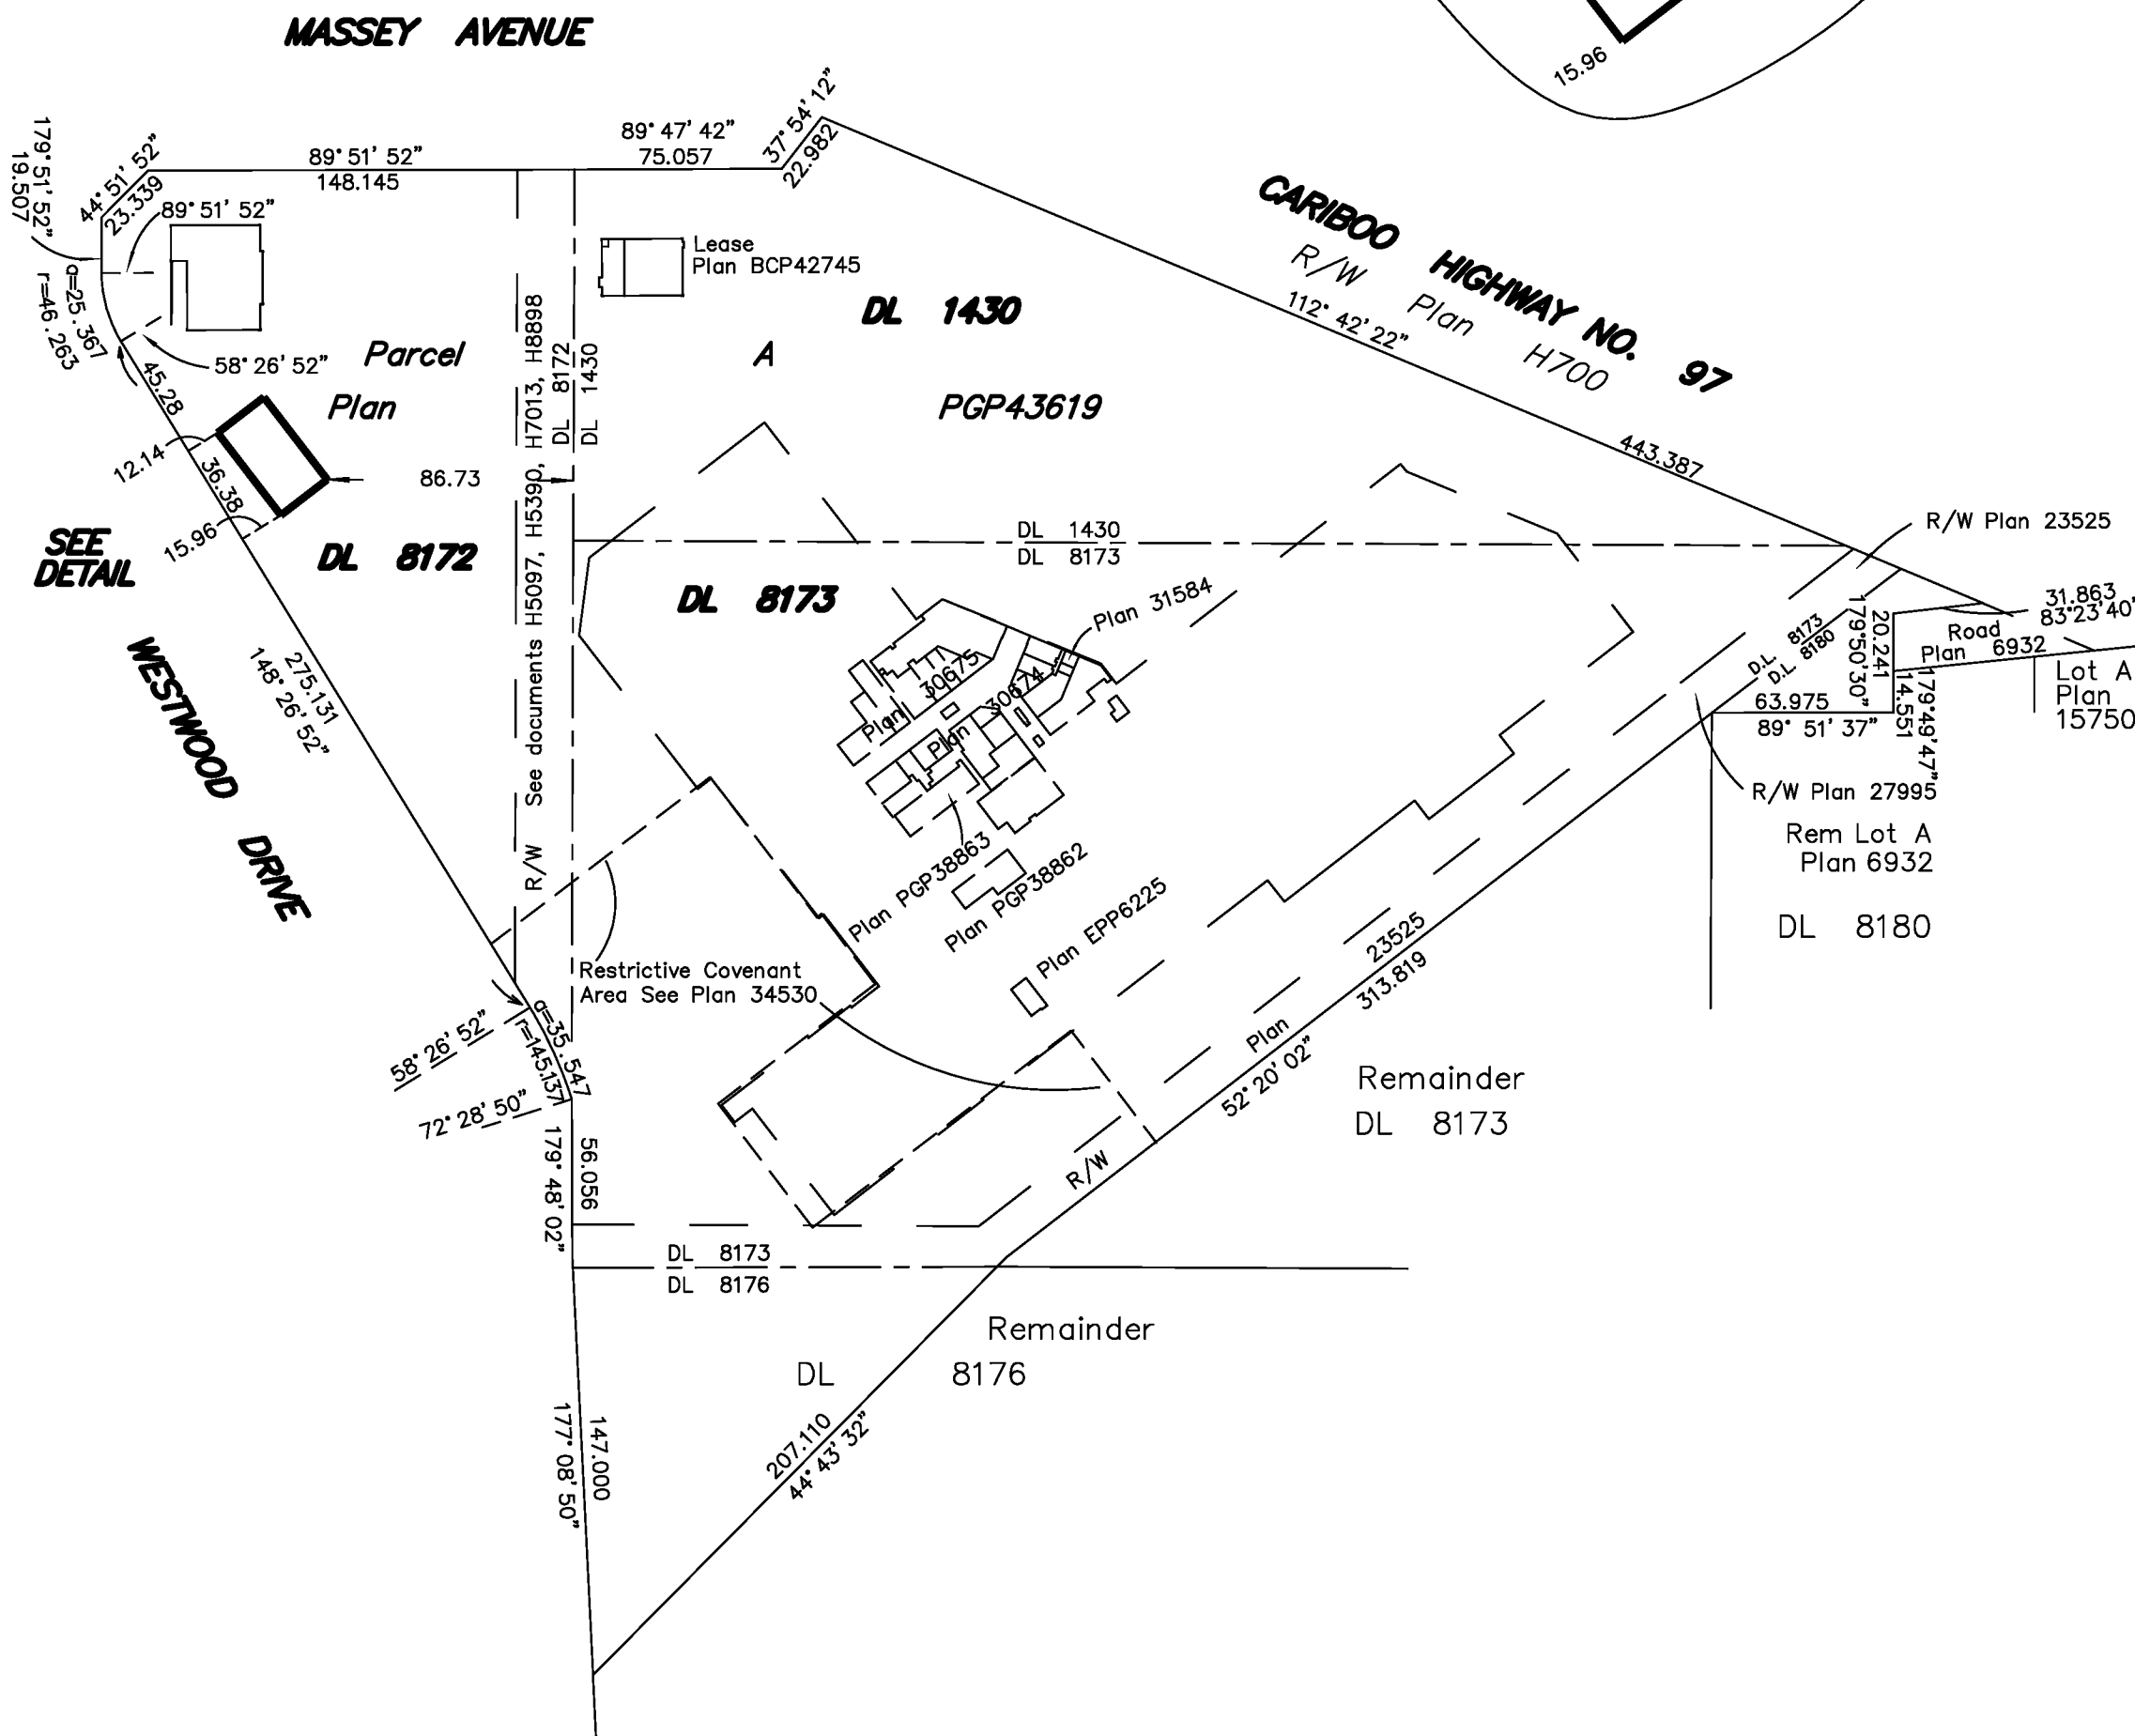 MASSEY AVENUE
15.96
89° 47' 42"
75.057
37° 54' 12"
22.982
89° 51' 52"
148.145
44° 51' 52"
23.339
179° 51' 52"
19.507
89° 51' 52"
a=25.367
r=46.263
58° 26' 52"
45.28
Lease
Plan BCP42745
DL 1430
CARIBOO HIGHWAY NO. 97
R/W Plan H700
112° 42' 22"
443.387
Parcel A
Plan PGP43619
DL 8172
DL 1430
R/W See documents H5097, H5390, H7013, H8898
12.14
36.38
15.96
86.73
SEE
DETAIL
DL 8172
DL 1430
DL 8173
DL 8173
R/W Plan 23525
Plan 31584
31.863
83°23'40'
20.241
179°50'30"
Road
Plan 6932
D.L. 8173
D.L. 8180
Lot A
Plan
15750
63.975
89° 51' 37"
14.551
179°49'47"
WESTWOOD DRIVE
275.131
148° 26' 52"
Plan 30675
Plan 30674
R/W Plan 27995
Rem Lot A
Plan 6932
DL 8180
Plan PGP38863
Plan PGP38862
Plan EPP6225
Restrictive Covenant
Area See Plan 34530
R/W Plan 23525
313.819
52° 20' 02"
58° 26' 52"
a=35.547
r=145.137
72° 28' 50"
Remainder
DL 8173
56.056
179° 48' 02"
DL 8173
DL 8176
Remainder
DL 8176
147.000
177° 08' 50"
207.110
44° 43' 32"